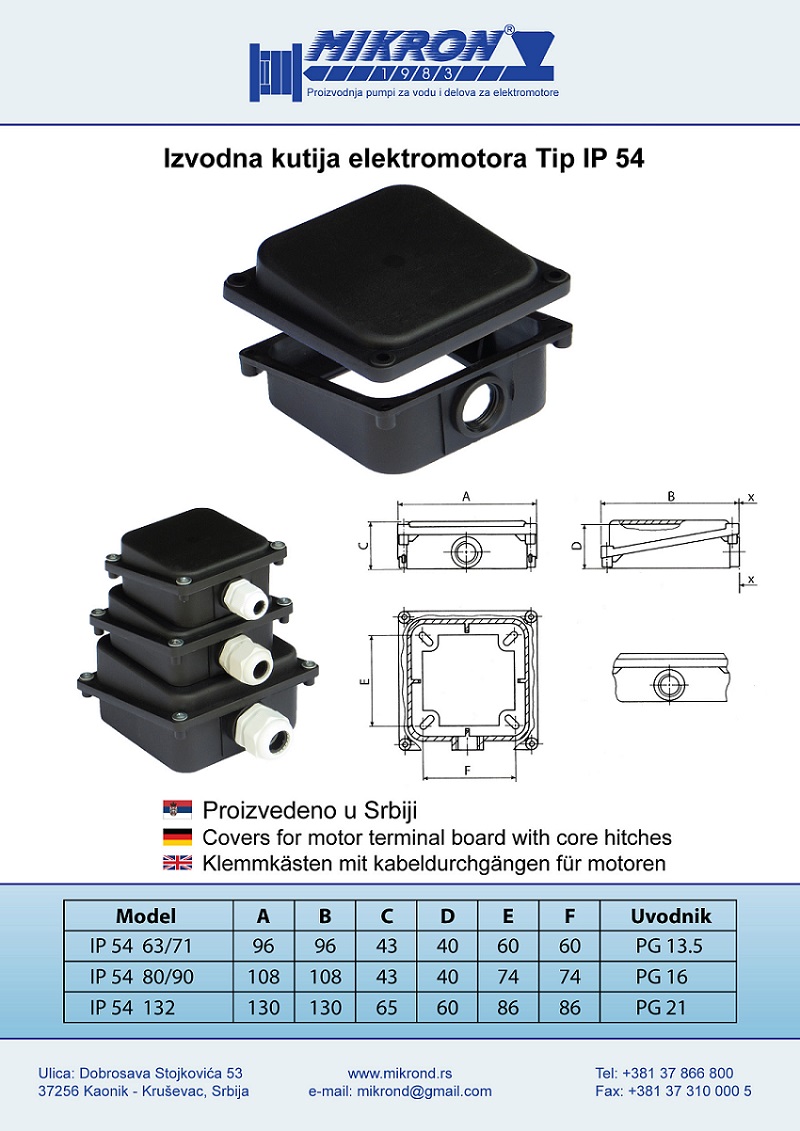 MIKRON®
1983
Proizvodnja pumpi za vodu i delova za elektromotore
Izvodna kutija elektromotora Tip IP 54
A
B
x
C
D
x
E
F
Proizvedeno u Srbiji
Covers for motor terminal board with core hitches
Klemmkästen mit kabeldurchgängen für motoren
Model A B C D E F Uvodnik
IP 54 63/71 96 96 43 40 60 60 PG 13.5
IP 54 80/90 108 108 43 40 74 74 PG 16
IP 54 132 130 130 65 60 86 86 PG 21
Ulica: Dobrosava Stojkovića 53 www.mikrond.rs Tel: +381 37 866 800
37256 Kaonik - Kruševac, Srbija e-mail: mikrond@gmail.com Fax: +381 37 310 000 5